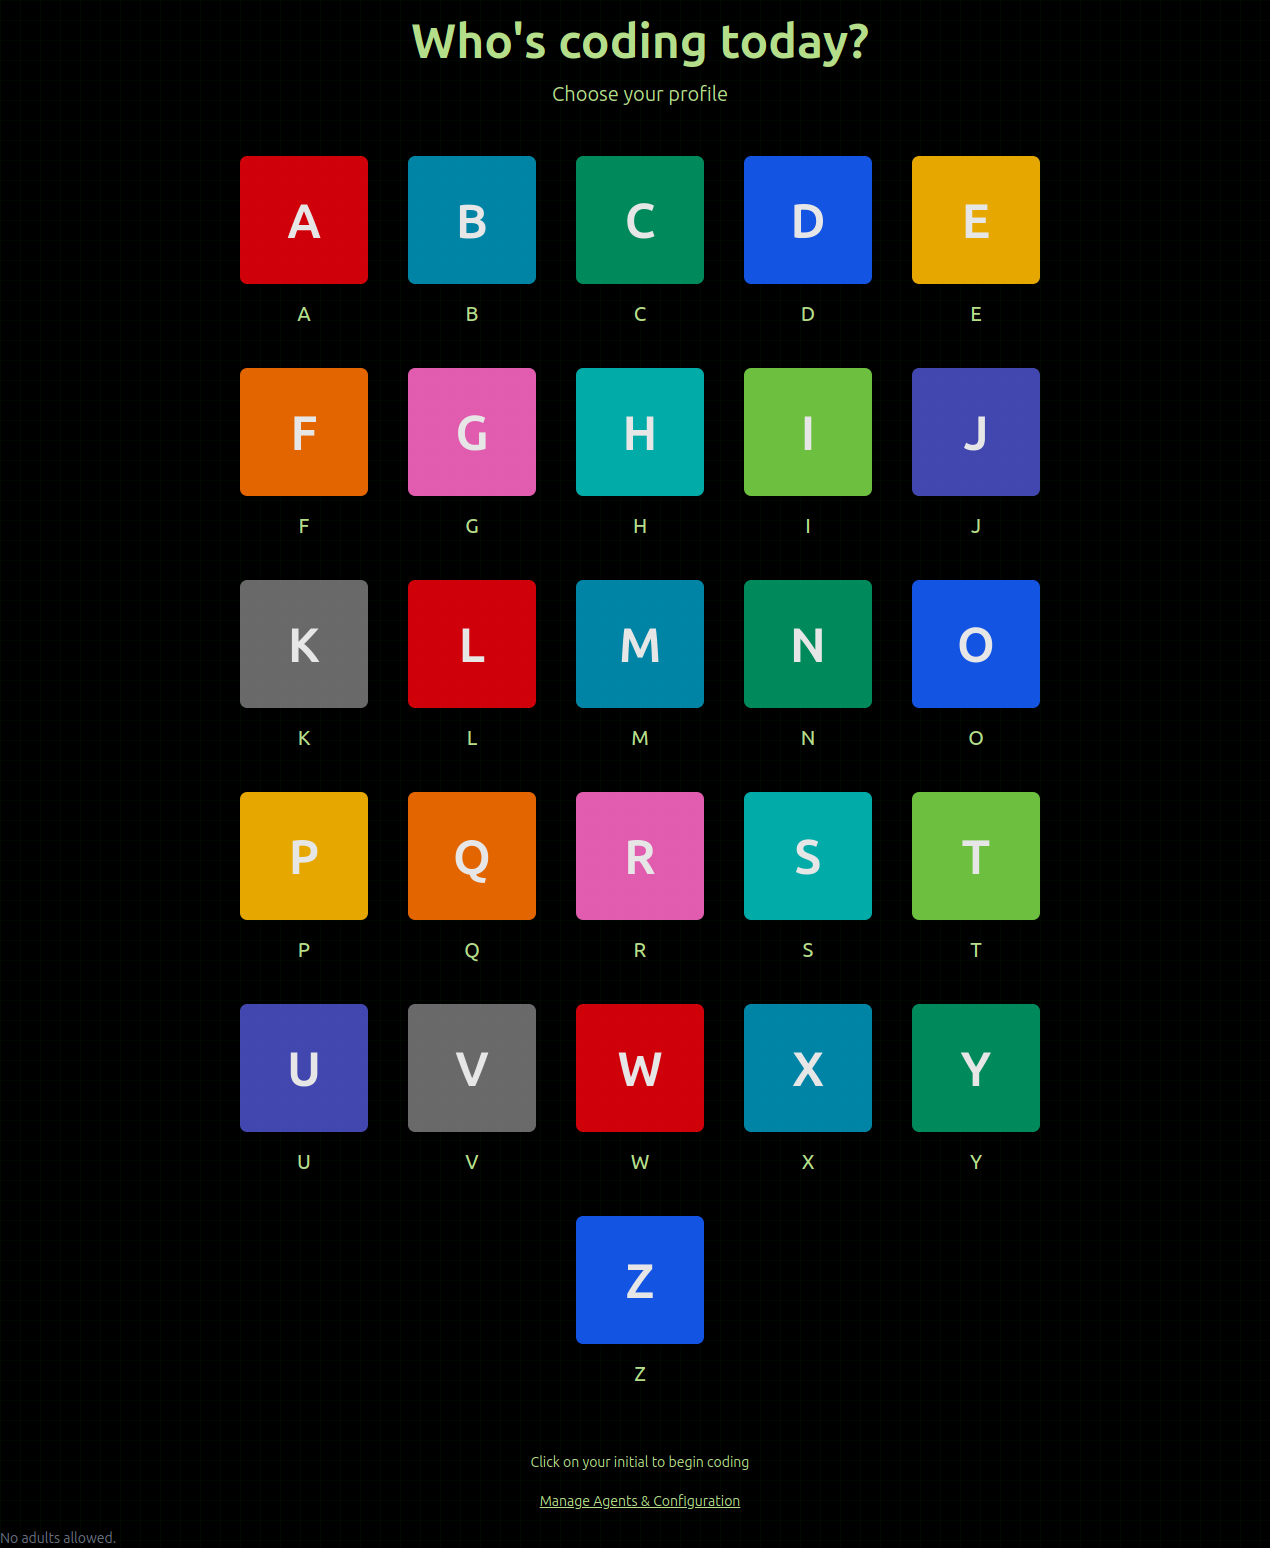 Who's coding today?
Choose your profile
A B C D E
A B C D E
F G H I J
F G H I J
K L M N O
K L M N O
P Q R S T
P Q R S T
U V W X Y
U V W X Y
Z
Z
Click on your initial to begin coding
Manage Agents & Configuration
No adults allowed.